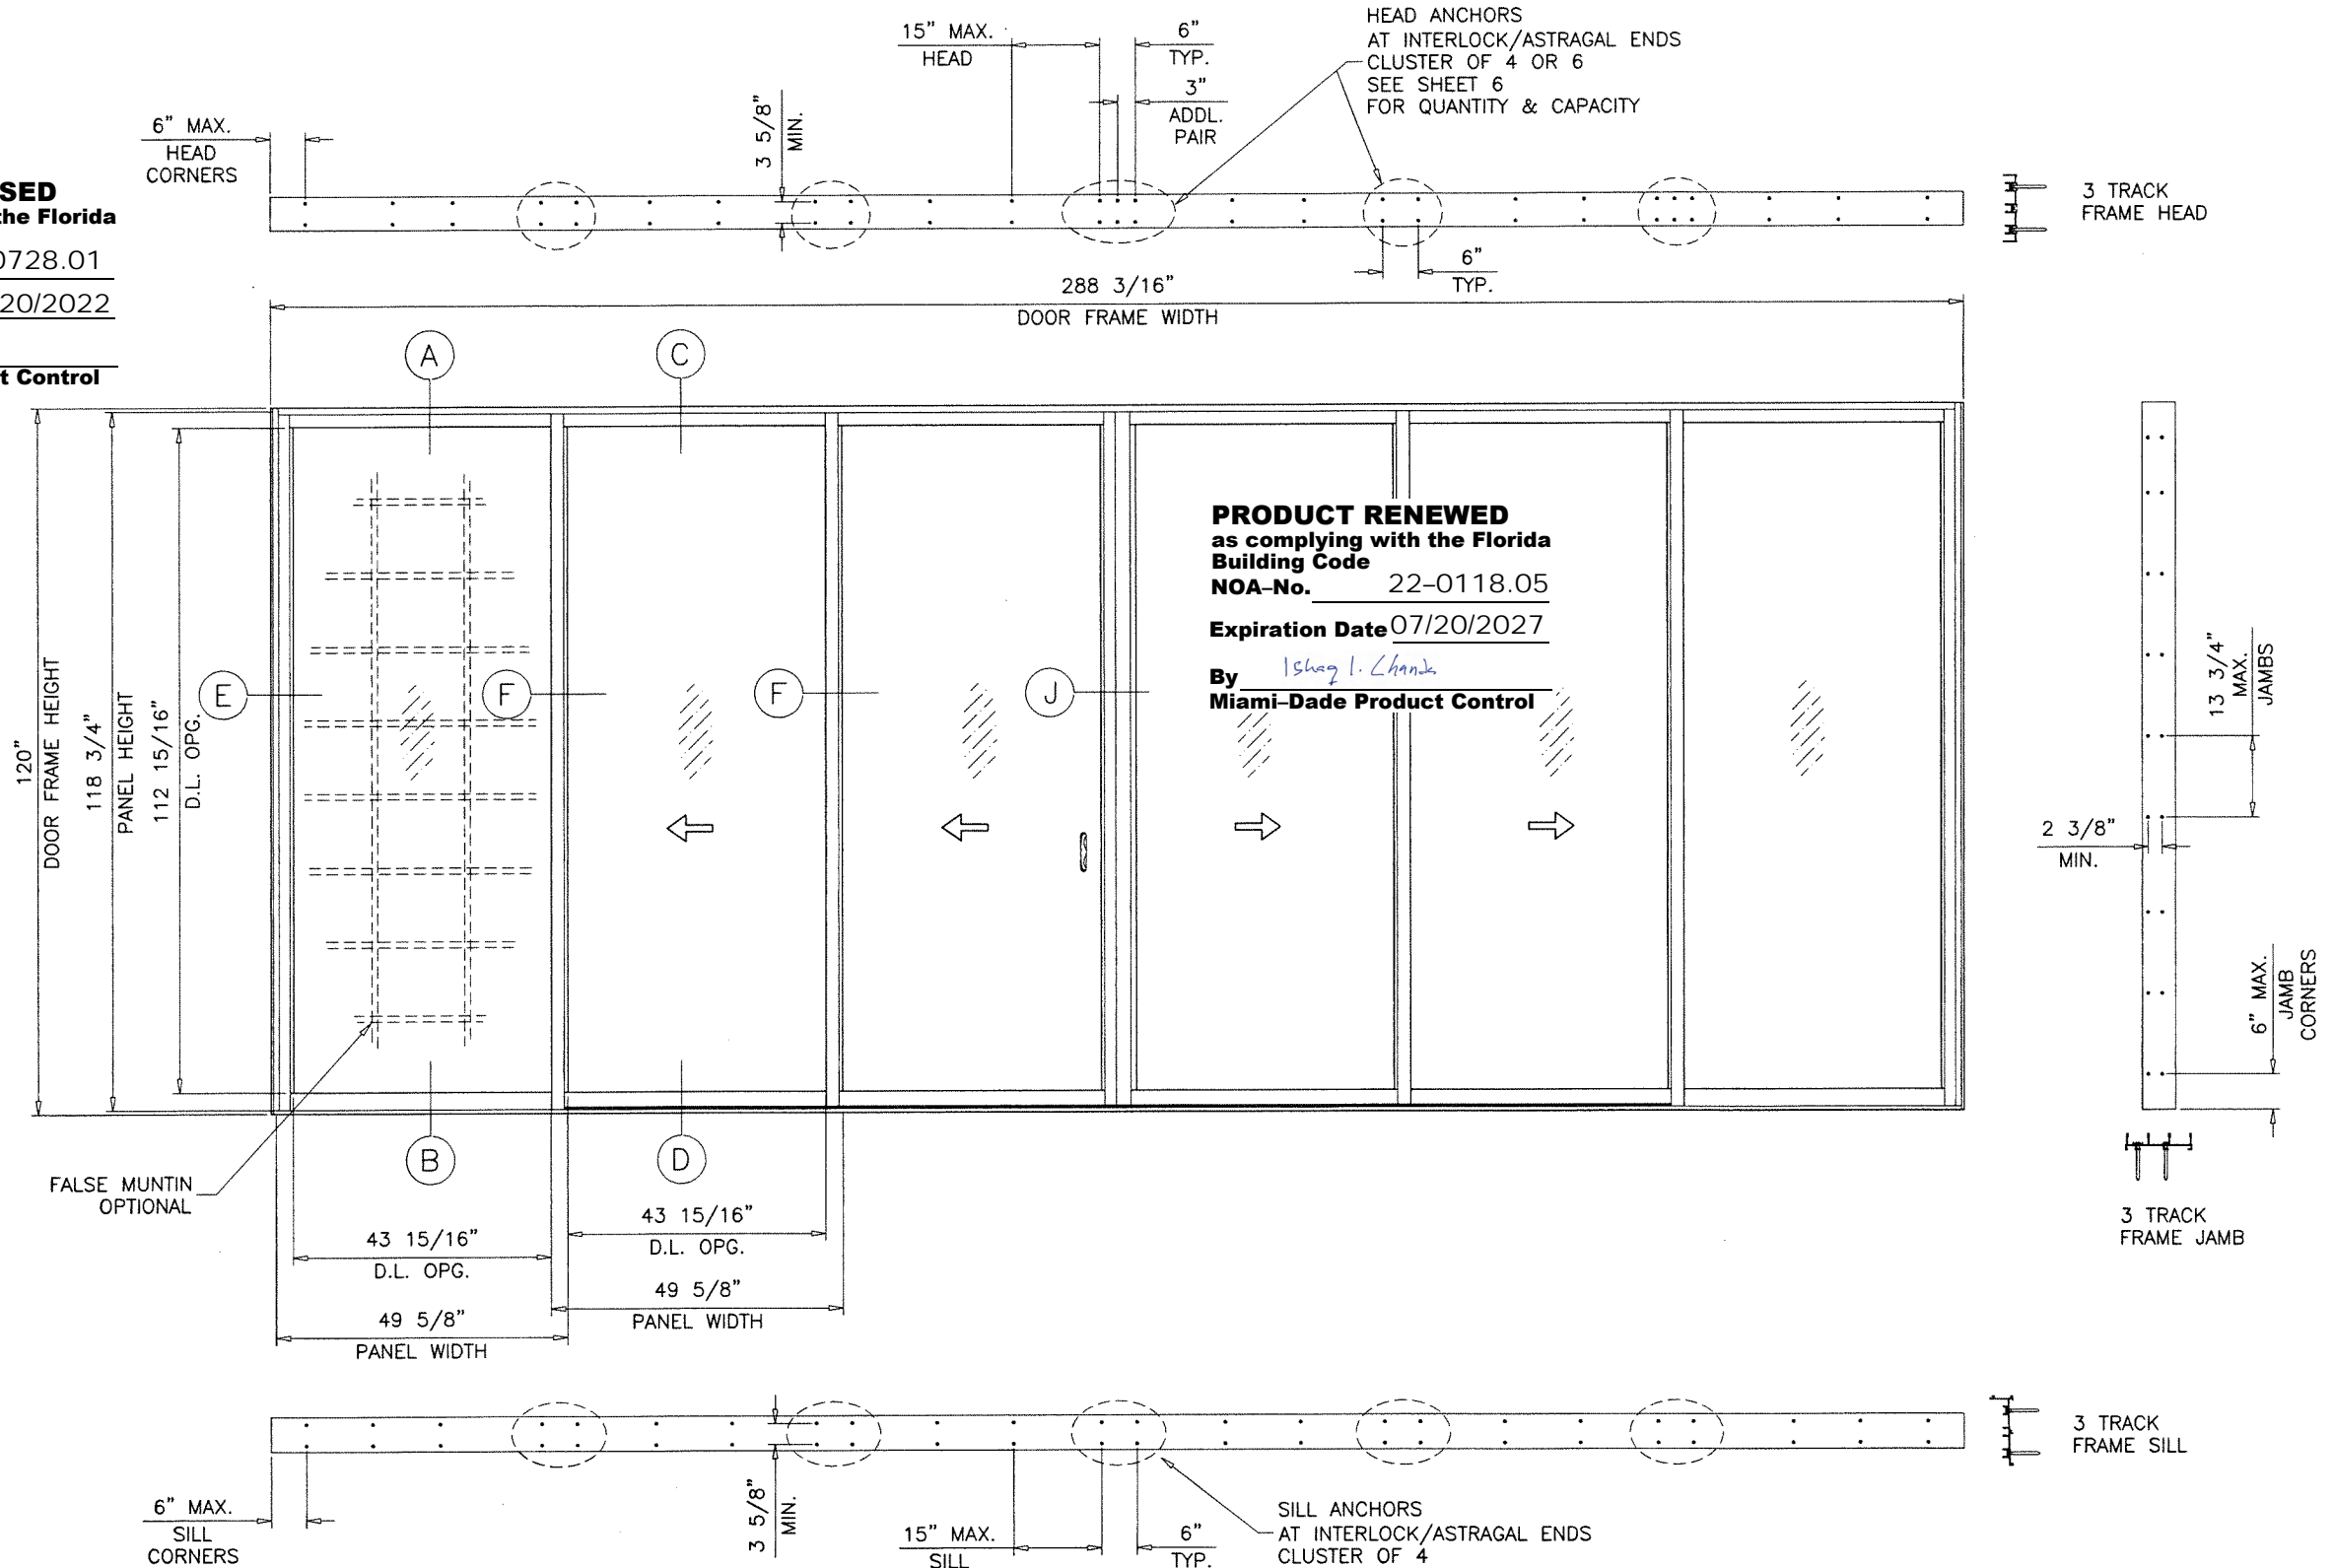 15" MAX.
HEAD
6"
TYP.
3"
ADDL.
PAIR
HEAD ANCHORS
AT INTERLOCK/ASTRAGAL ENDS
CLUSTER OF 4 OR 6
SEE SHEET 6
FOR QUANTITY & CAPACITY
6" MAX.
HEAD
CORNERS
3 5/8"
MIN.
SED
the Florida
0728.01
20/2022
t Control
3 TRACK
FRAME HEAD
6"
TYP.
288 3/16"
DOOR FRAME WIDTH
A
C
120"
DOOR FRAME HEIGHT
118 3/4"
PANEL HEIGHT
112 15/16"
D.L. OPG.
E
F
F
J
PRODUCT RENEWED
as complying with the Florida
Building Code
NOA–No. 22–0118.05
Expiration Date 07/20/2027
By
Miami–Dade Product Control
13 3/4"
MAX.
JAMBS
2 3/8"
MIN.
6" MAX.
JAMB
CORNERS
B
D
FALSE MUNTIN
OPTIONAL
43 15/16"
D.L. OPG.
43 15/16"
D.L. OPG.
49 5/8"
PANEL WIDTH
49 5/8"
PANEL WIDTH
3 TRACK
FRAME JAMB
3 TRACK
FRAME SILL
6" MAX.
SILL
CORNERS
3 5/8"
MIN.
15" MAX.
SILL
6"
TYP.
SILL ANCHORS
AT INTERLOCK/ASTRAGAL ENDS
CLUSTER OF 4